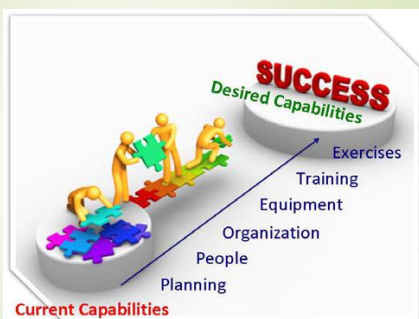 SUCCESS
Desired Capabilities
Exercises
Training
Equipment
Organization
People
Planning
Current Capabilities